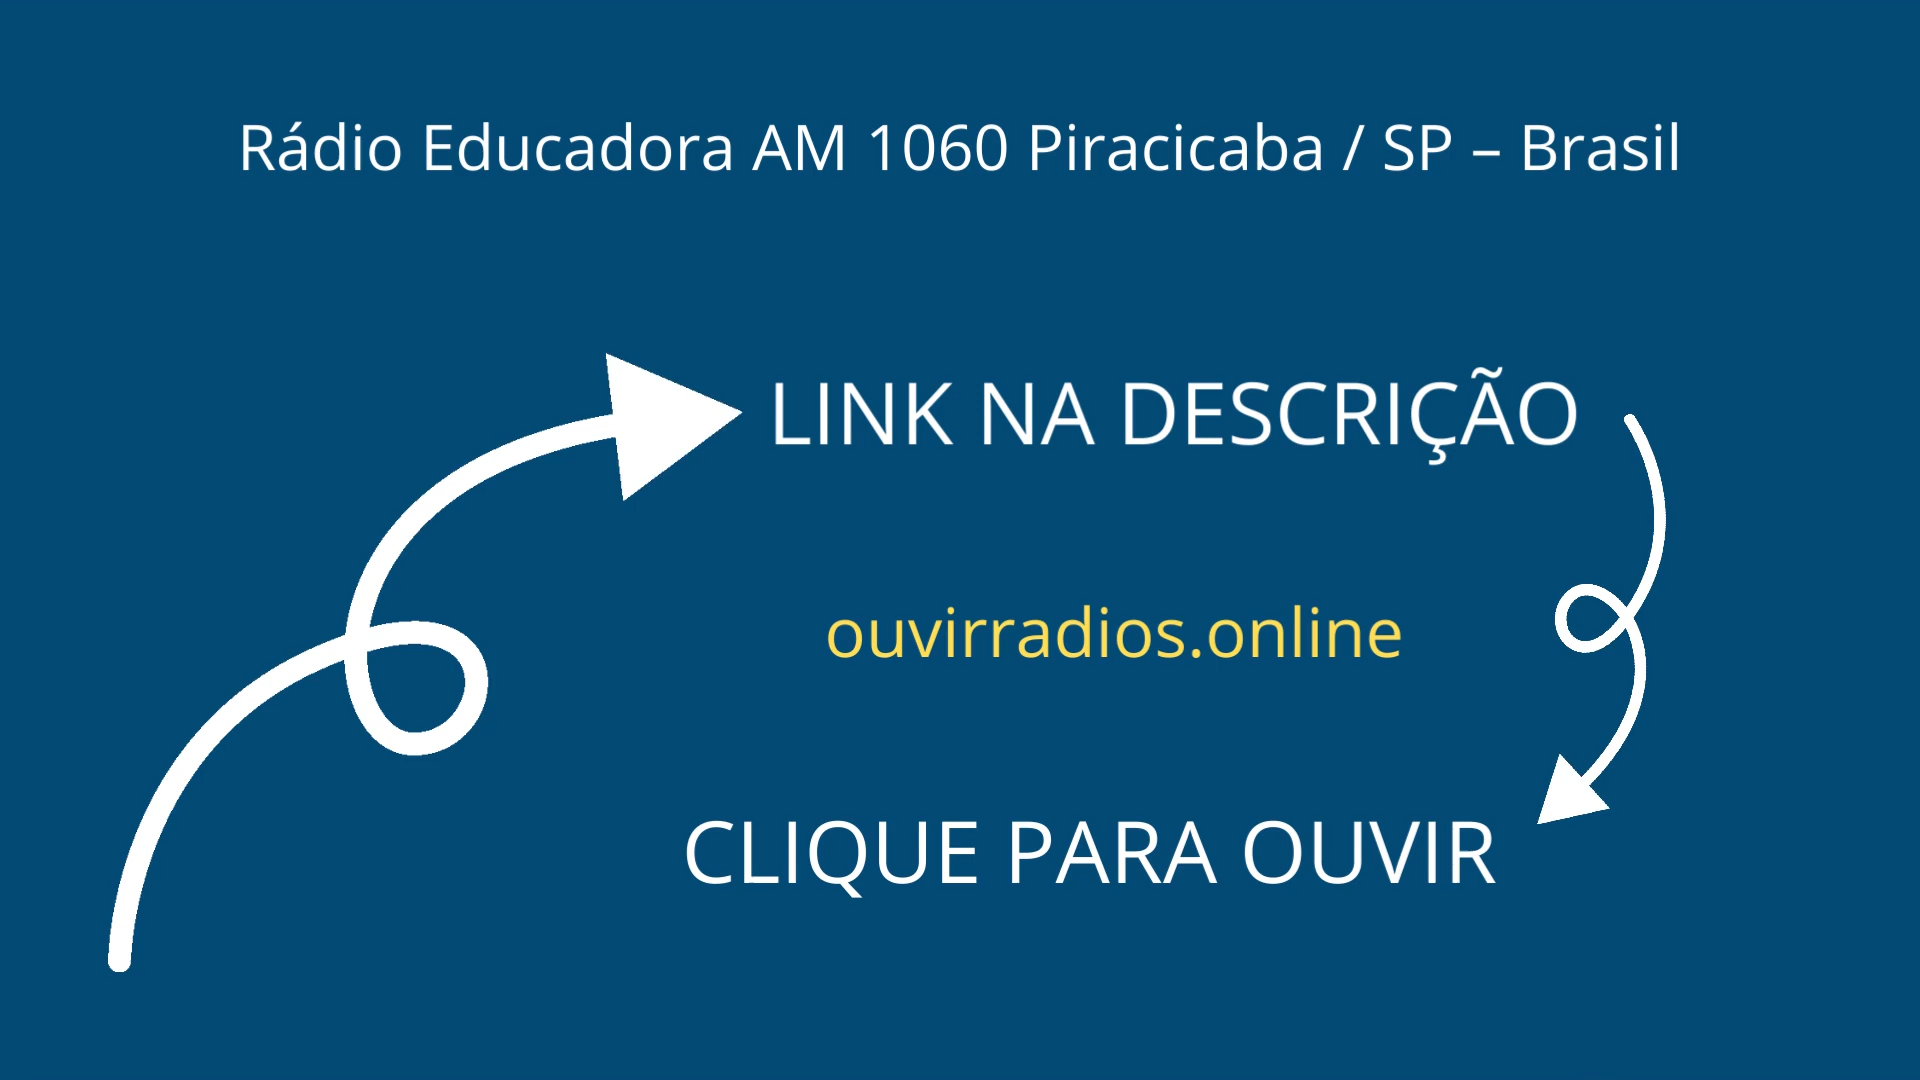 Rádio Educadora AM 1060 Piracicaba / SP – Brasil
LINK NA DESCRIÇÃO
ouvirradios.online
CLIQUE PARA OUVIR